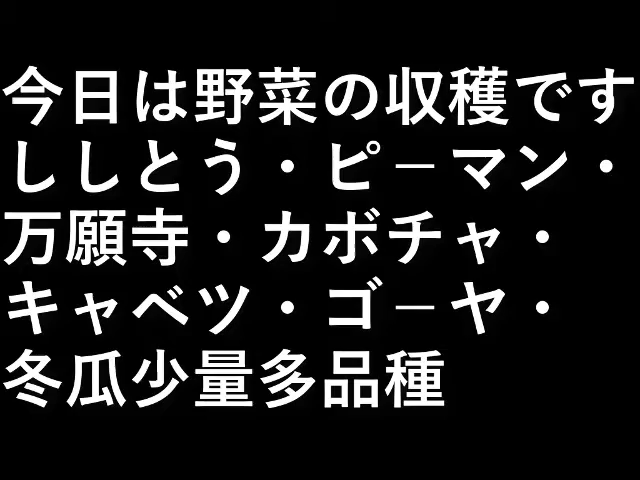 今日は野菜の収穫です
ししとう・ピ－マン・
万願寺・カボチャ・
キャベツ・ゴ－ヤ・
冬瓜少量多品種